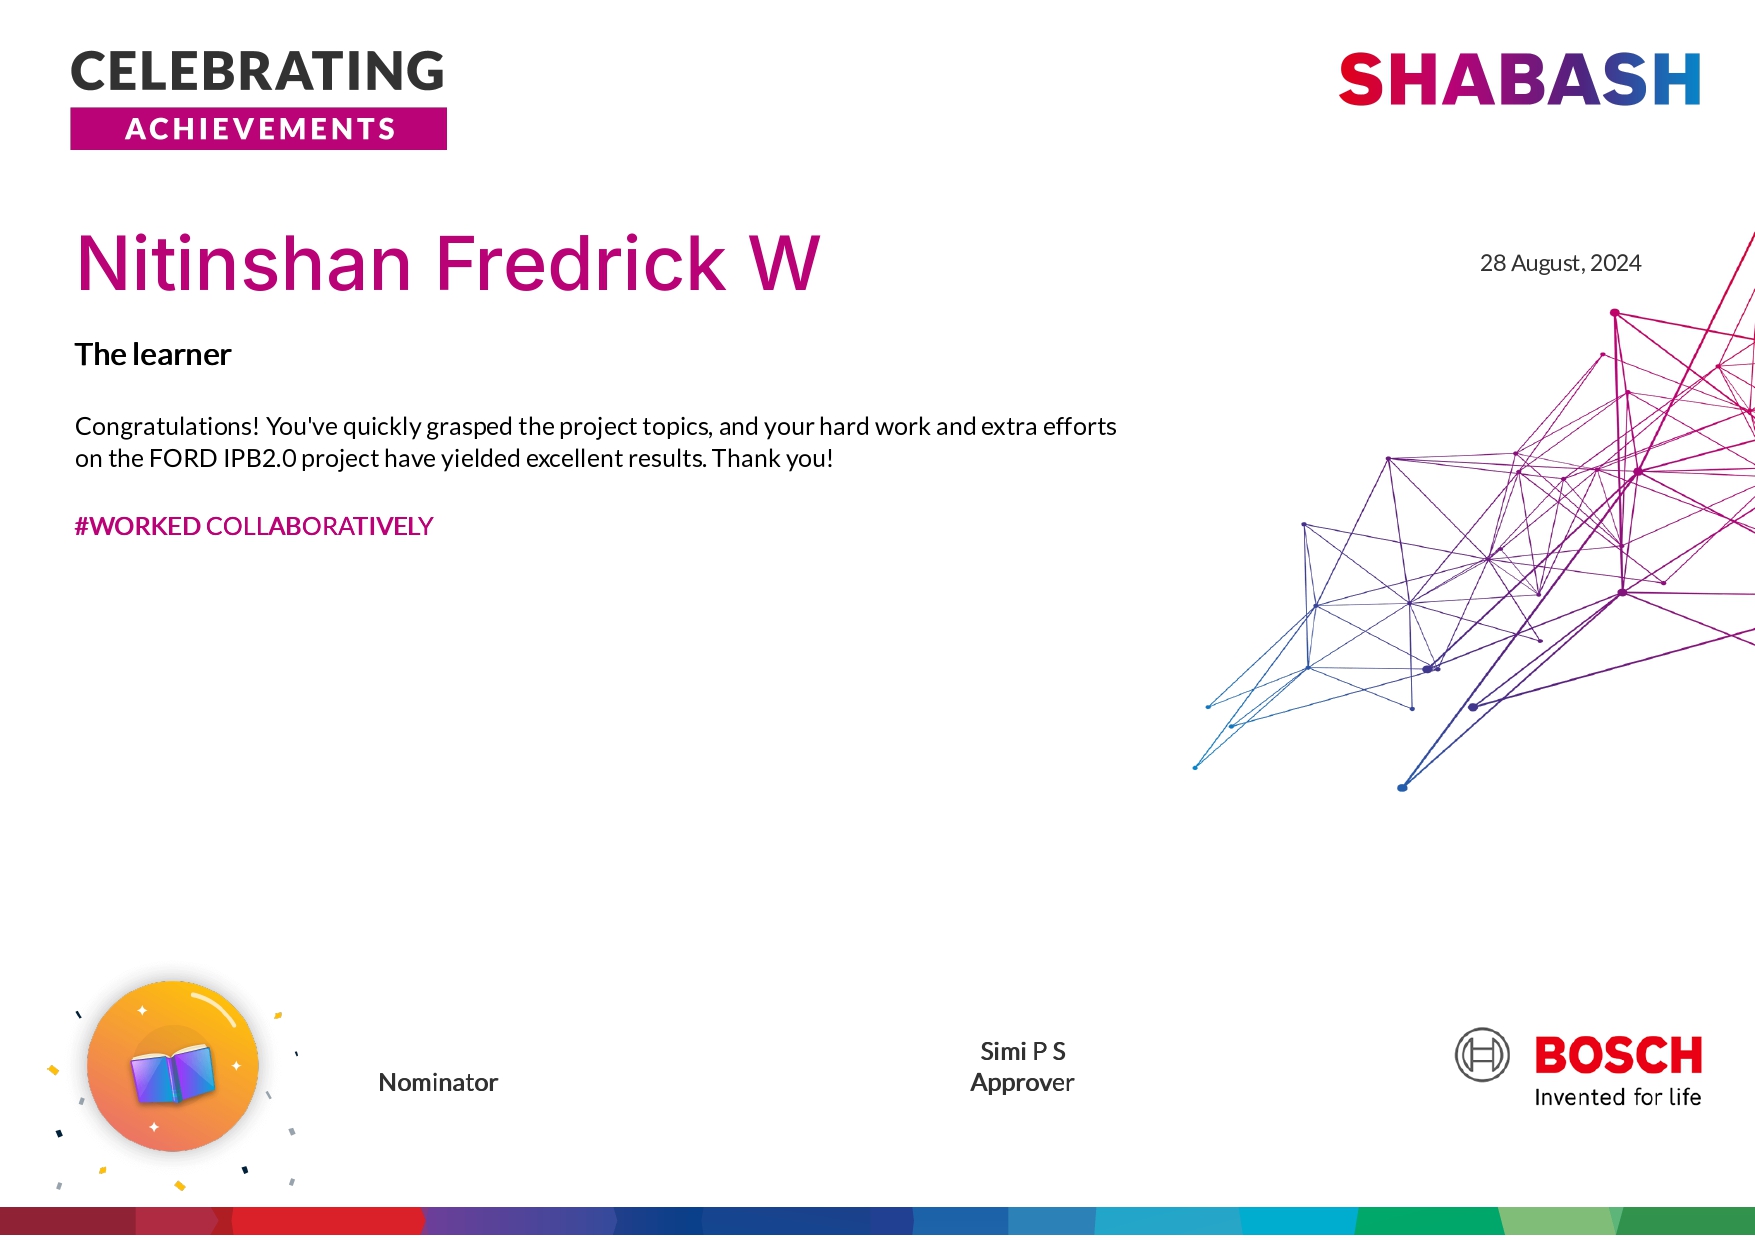 CELEBRATING
ACHIEVEMENTS
SHABASH
Nitinshan Fredrick W
28 August, 2024
The learner
Congratulations! You've quickly grasped the project topics, and your hard work and extra efforts
on the FORD IPB2.0 project have yielded excellent results. Thank you!
#WORKED COLLABORATIVELY
Nominator
Simi P S
Approver
BOSCH
Invented for life